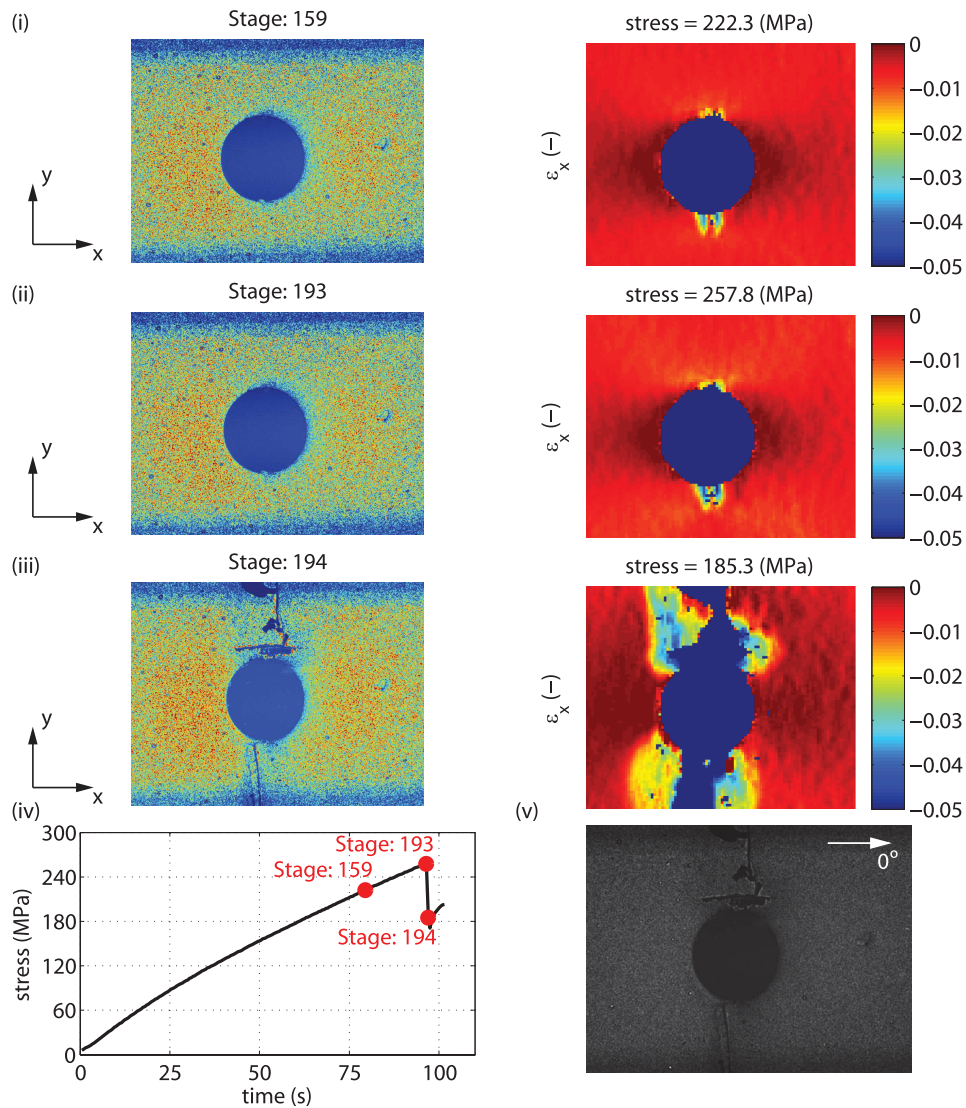 (i)
Stage: 159
stress = 222.3 (MPa)
y
x
ε_x (−)
0
−0.01
−0.02
−0.03
−0.04
−0.05
(ii)
Stage: 193
stress = 257.8 (MPa)
y
x
ε_x (−)
0
−0.01
−0.02
−0.03
−0.04
−0.05
(iii)
Stage: 194
stress = 185.3 (MPa)
y
x
ε_x (−)
0
−0.01
−0.02
−0.03
−0.04
−0.05
(iv)
300
240
180
120
60
0
stress (MPa)
Stage: 193
Stage: 159
Stage: 194
0
25
50
75
100
time (s)
(v)
0°